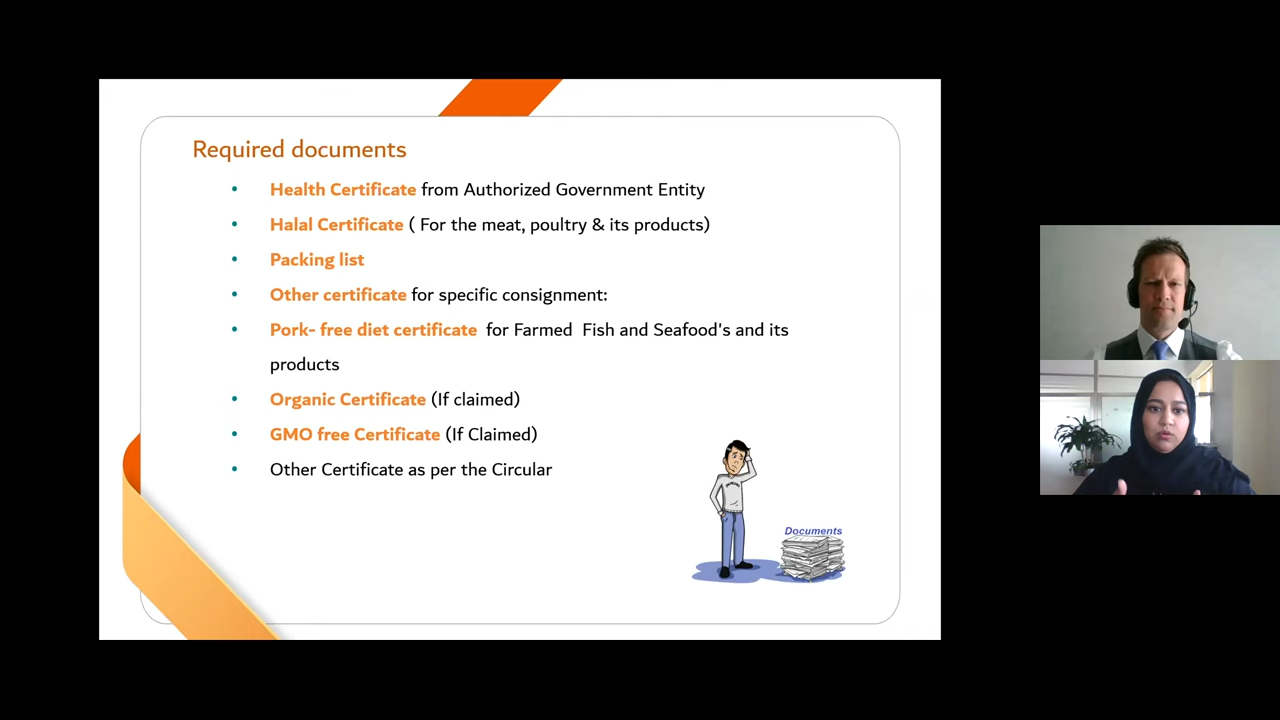 Required documents
• Health Certificate from Authorized Government Entity
• Halal Certificate ( For the meat, poultry & its products)
• Packing list
• Other certificate for specific consignment:
• Pork- free diet certificate for Farmed Fish and Seafood's and its
products
• Organic Certificate (If claimed)
• GMO free Certificate (If Claimed)
• Other Certificate as per the Circular
Documents